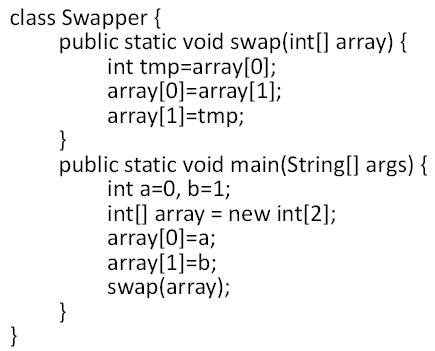 class Swapper {
public static void swap(int[] array) {
int tmp=array[0];
array[0]=array[1];
array[1]=tmp;
}
public static void main(String[] args) {
int a=0, b=1;
int[] array = new int[2];
array[0]=a;
array[1]=b;
swap(array);
}
}